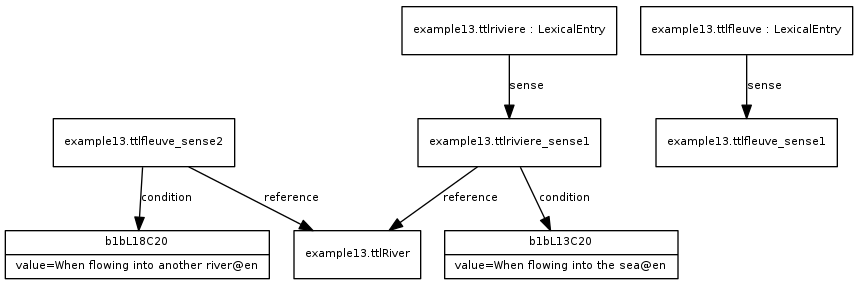 example13.ttlriviere : LexicalEntry
example13.ttlfleuve : LexicalEntry
sense
sense
example13.ttlfleuve_sense2
example13.ttlriviere_sense1
example13.ttlfleuve_sense1
condition
reference
reference
condition
b1bL18C20
value=When flowing into another river@en
example13.ttlRiver
b1bL13C20
value=When flowing into the sea@en